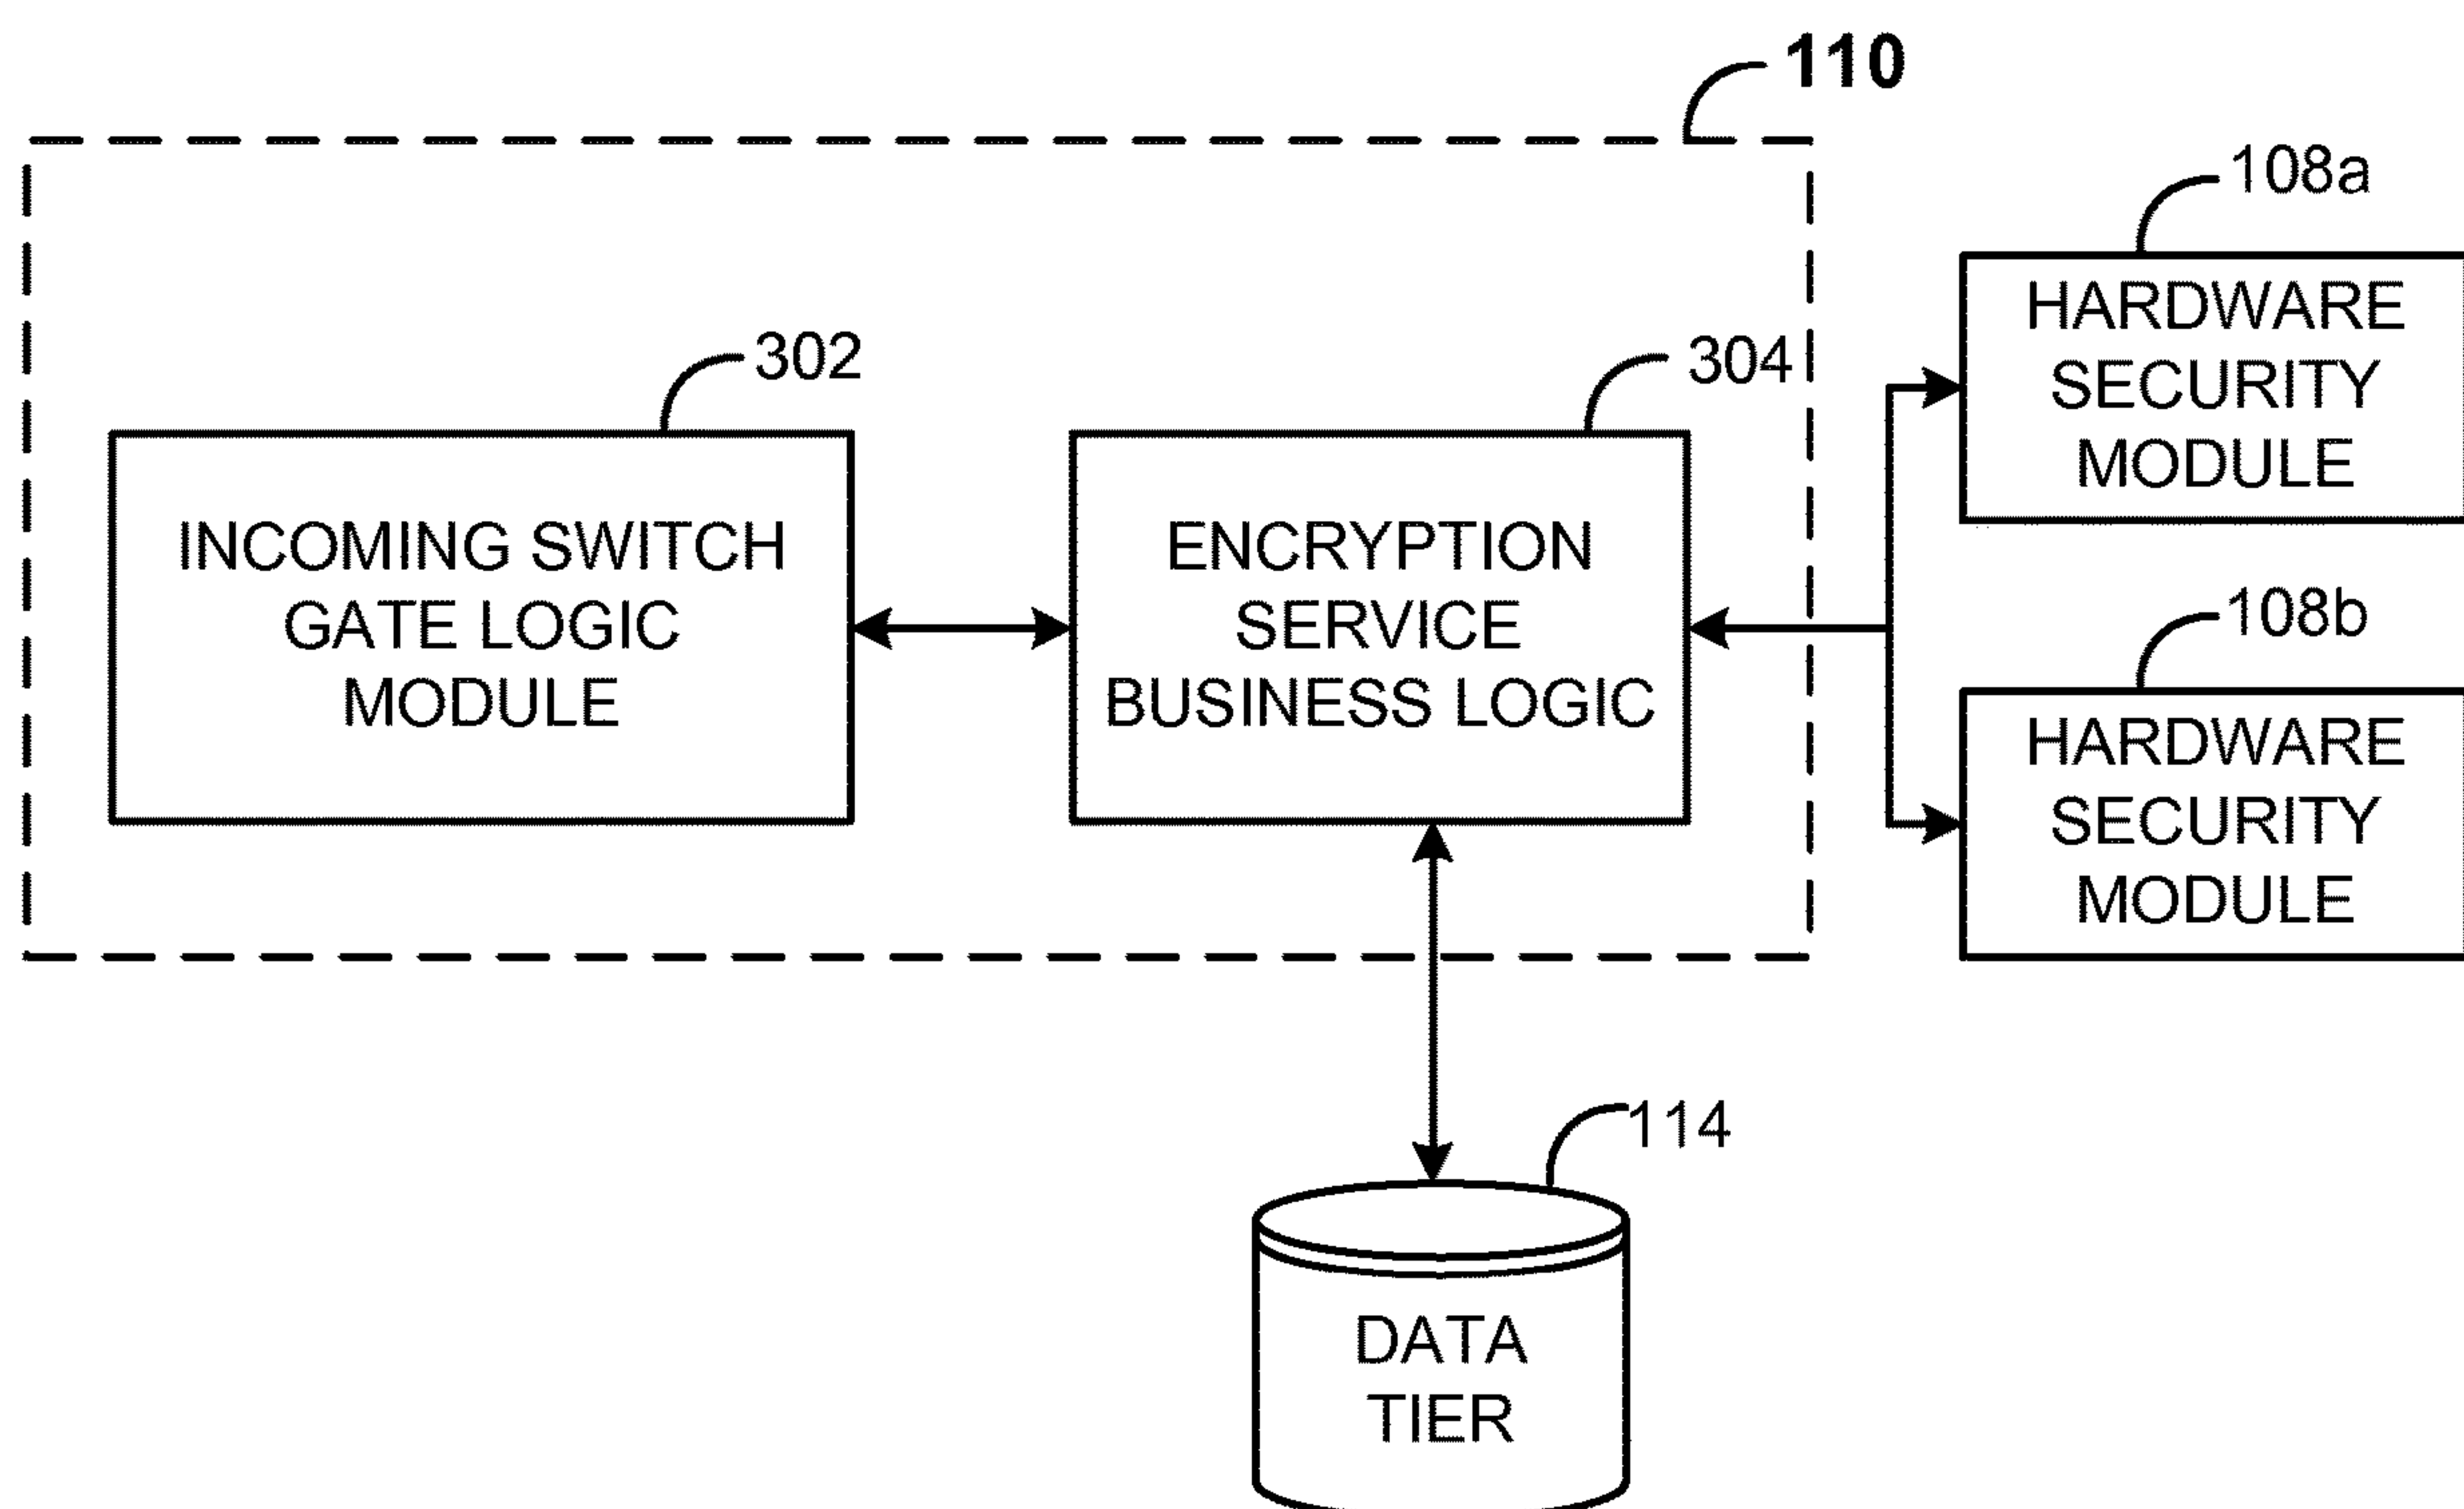 110
108a
HARDWARE
SECURITY
MODULE
302
INCOMING SWITCH
GATE LOGIC
MODULE
304
ENCRYPTION
SERVICE
BUSINESS LOGIC
108b
HARDWARE
SECURITY
MODULE
114
DATA
TIER